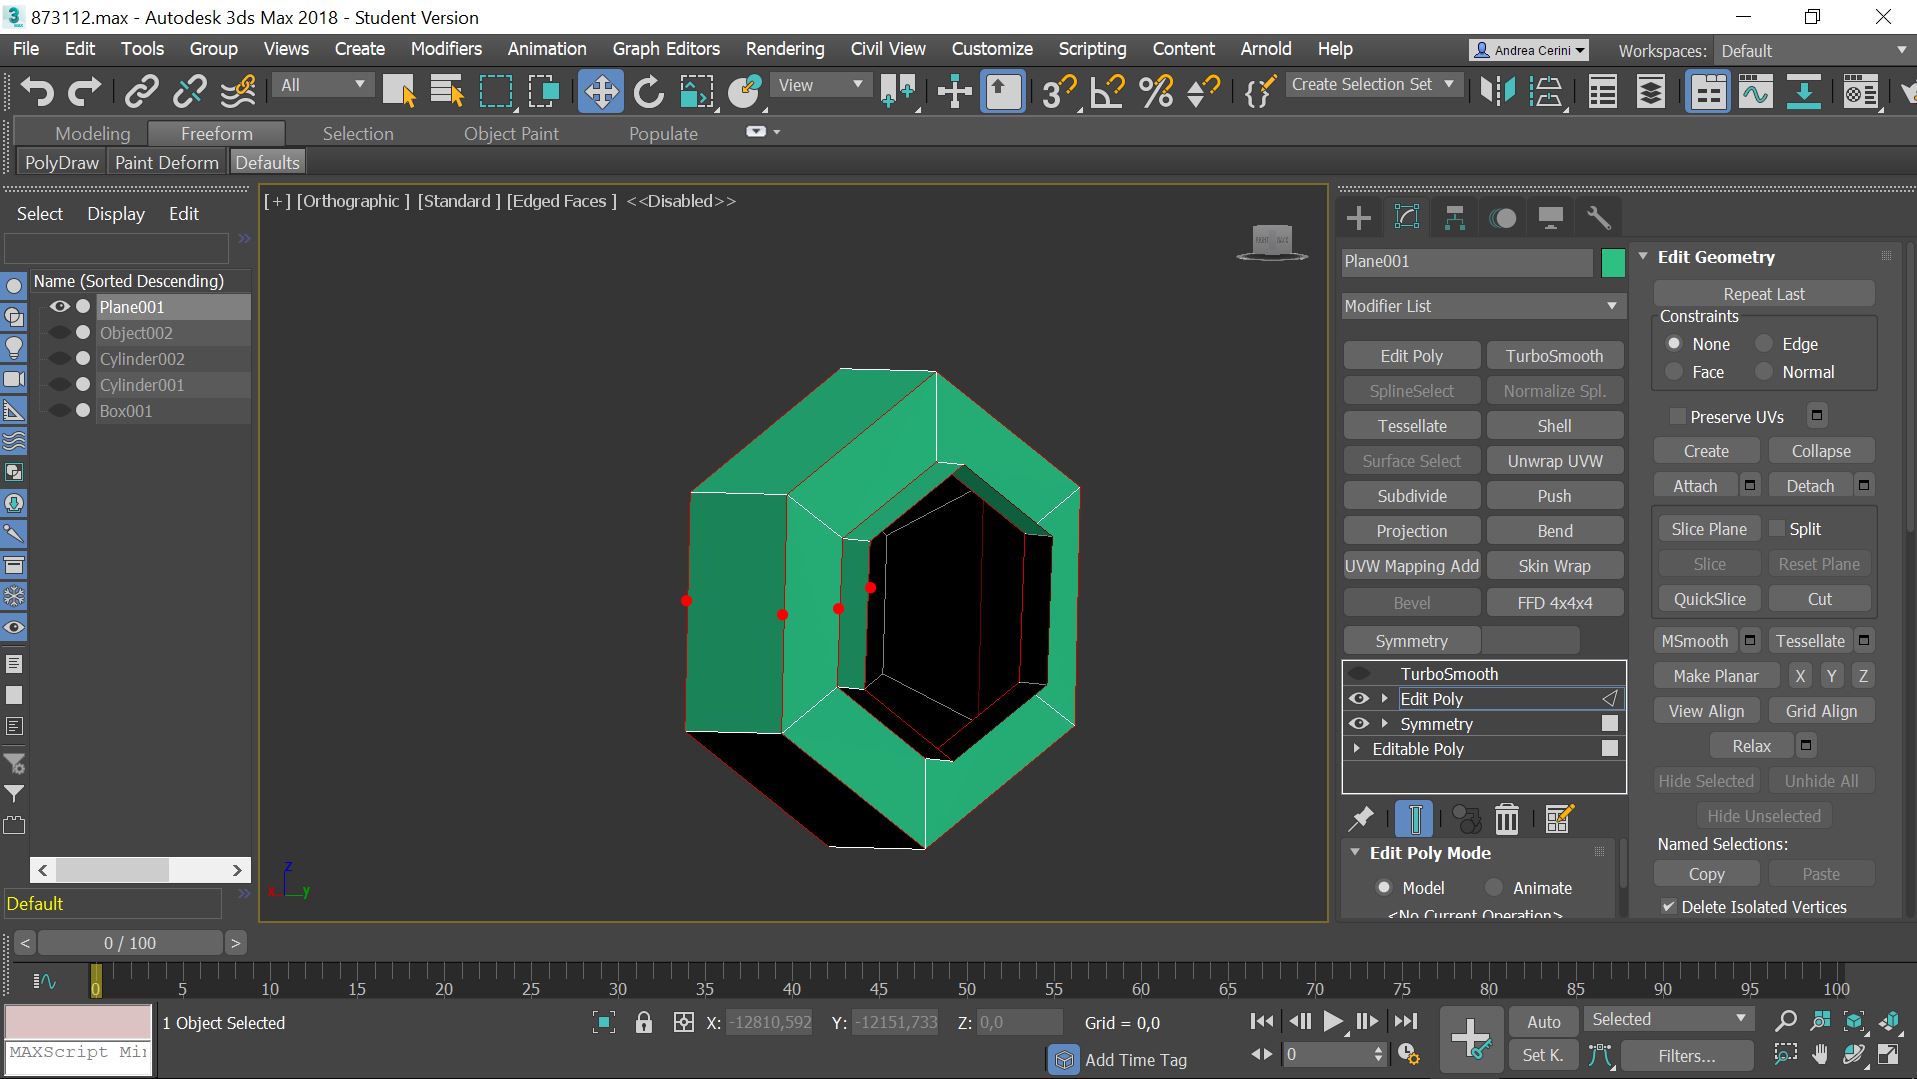 873112.max - Autodesk 3ds Max 2018 - Student Version
File Edit Tools Group Views Create Modifiers Animation Graph Editors Rendering Civil View Customize Scripting Content Arnold Help Andrea Cerini Workspaces: Default
All View 3 Create Selection Set
Modeling Freeform Selection Object Paint Populate
PolyDraw Paint Deform Defaults
Select Display Edit
Name (Sorted Descending)
Plane001
Object002
Cylinder002
Cylinder001
Box001
Default
[ + ] [Orthographic ] [Standard ] [Edged Faces ] <<Disabled>>
z
x y
Plane001
Modifier List
Edit Poly TurboSmooth
SplineSelect Normalize Spl.
Tessellate Shell
Surface Select Unwrap UVW
Subdivide Push
Projection Bend
UVW Mapping Add Skin Wrap
Bevel FFD 4x4x4
Symmetry
TurboSmooth
Edit Poly
Symmetry
Editable Poly
Edit Poly Mode
Model Animate
<No Current Operation>
Edit Geometry
Repeat Last
Constraints
None Edge
Face Normal
Preserve UVs
Create Collapse
Attach Detach
Slice Plane Split
Slice Reset Plane
QuickSlice Cut
MSmooth Tessellate
Make Planar X Y Z
View Align Grid Align
Relax
Hide Selected Unhide All
Hide Unselected
Named Selections:
Copy Paste
Delete Isolated Vertices
< 0 / 100 >
0 5 10 15 20 25 30 35 40 45 50 55 60 65 70 75 80 85 90 95 100
1 Object Selected X: -12810,592 Y: -12151,733 Z: 0,0 Grid = 0,0 Auto Selected
MAXScript Mi Add Time Tag 0 Set K. Filters...